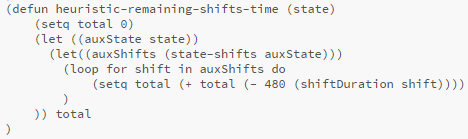 (defun heuristic-remaining-shifts-time (state)
    (setq total 0)
    (let ((auxState state))
      (let((auxShifts (state-shifts auxState)))
        (loop for shift in auxShifts do
            (setq total (+ total (- 480 (shiftDuration shift))))
        )
    )) total
)